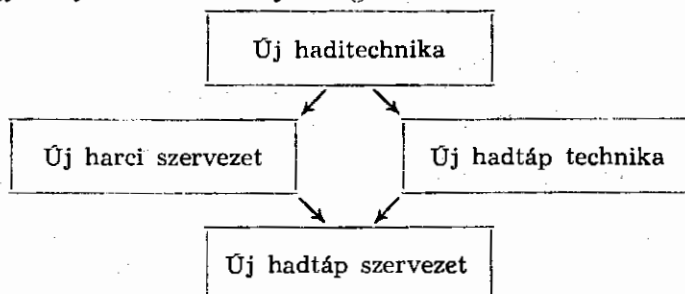 Új haditechnika
Új harci szervezet
Új hadtáp technika
Új hadtáp szervezet